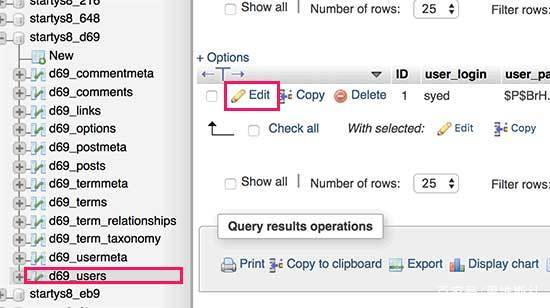 startys8_216
startys8_648
startys8_d69
New
d69_commentmeta
d69_comments
d69_links
d69_options
d69_postmeta
d69_posts
d69_termmeta
d69_terms
d69_term_relationships
d69_term_taxonomy
d69_usermeta
d69_users
startys8_eb9
Show all Number of rows: 25 Filter rows:
+ Options
ID user_login user_pa
Edit Copy Delete 1 syed $P$BrH.
Check all With selected: Edit Copy
Show all Number of rows: 25 Filter rows:
Query results operations
Print Copy to clipboard Export Display chart